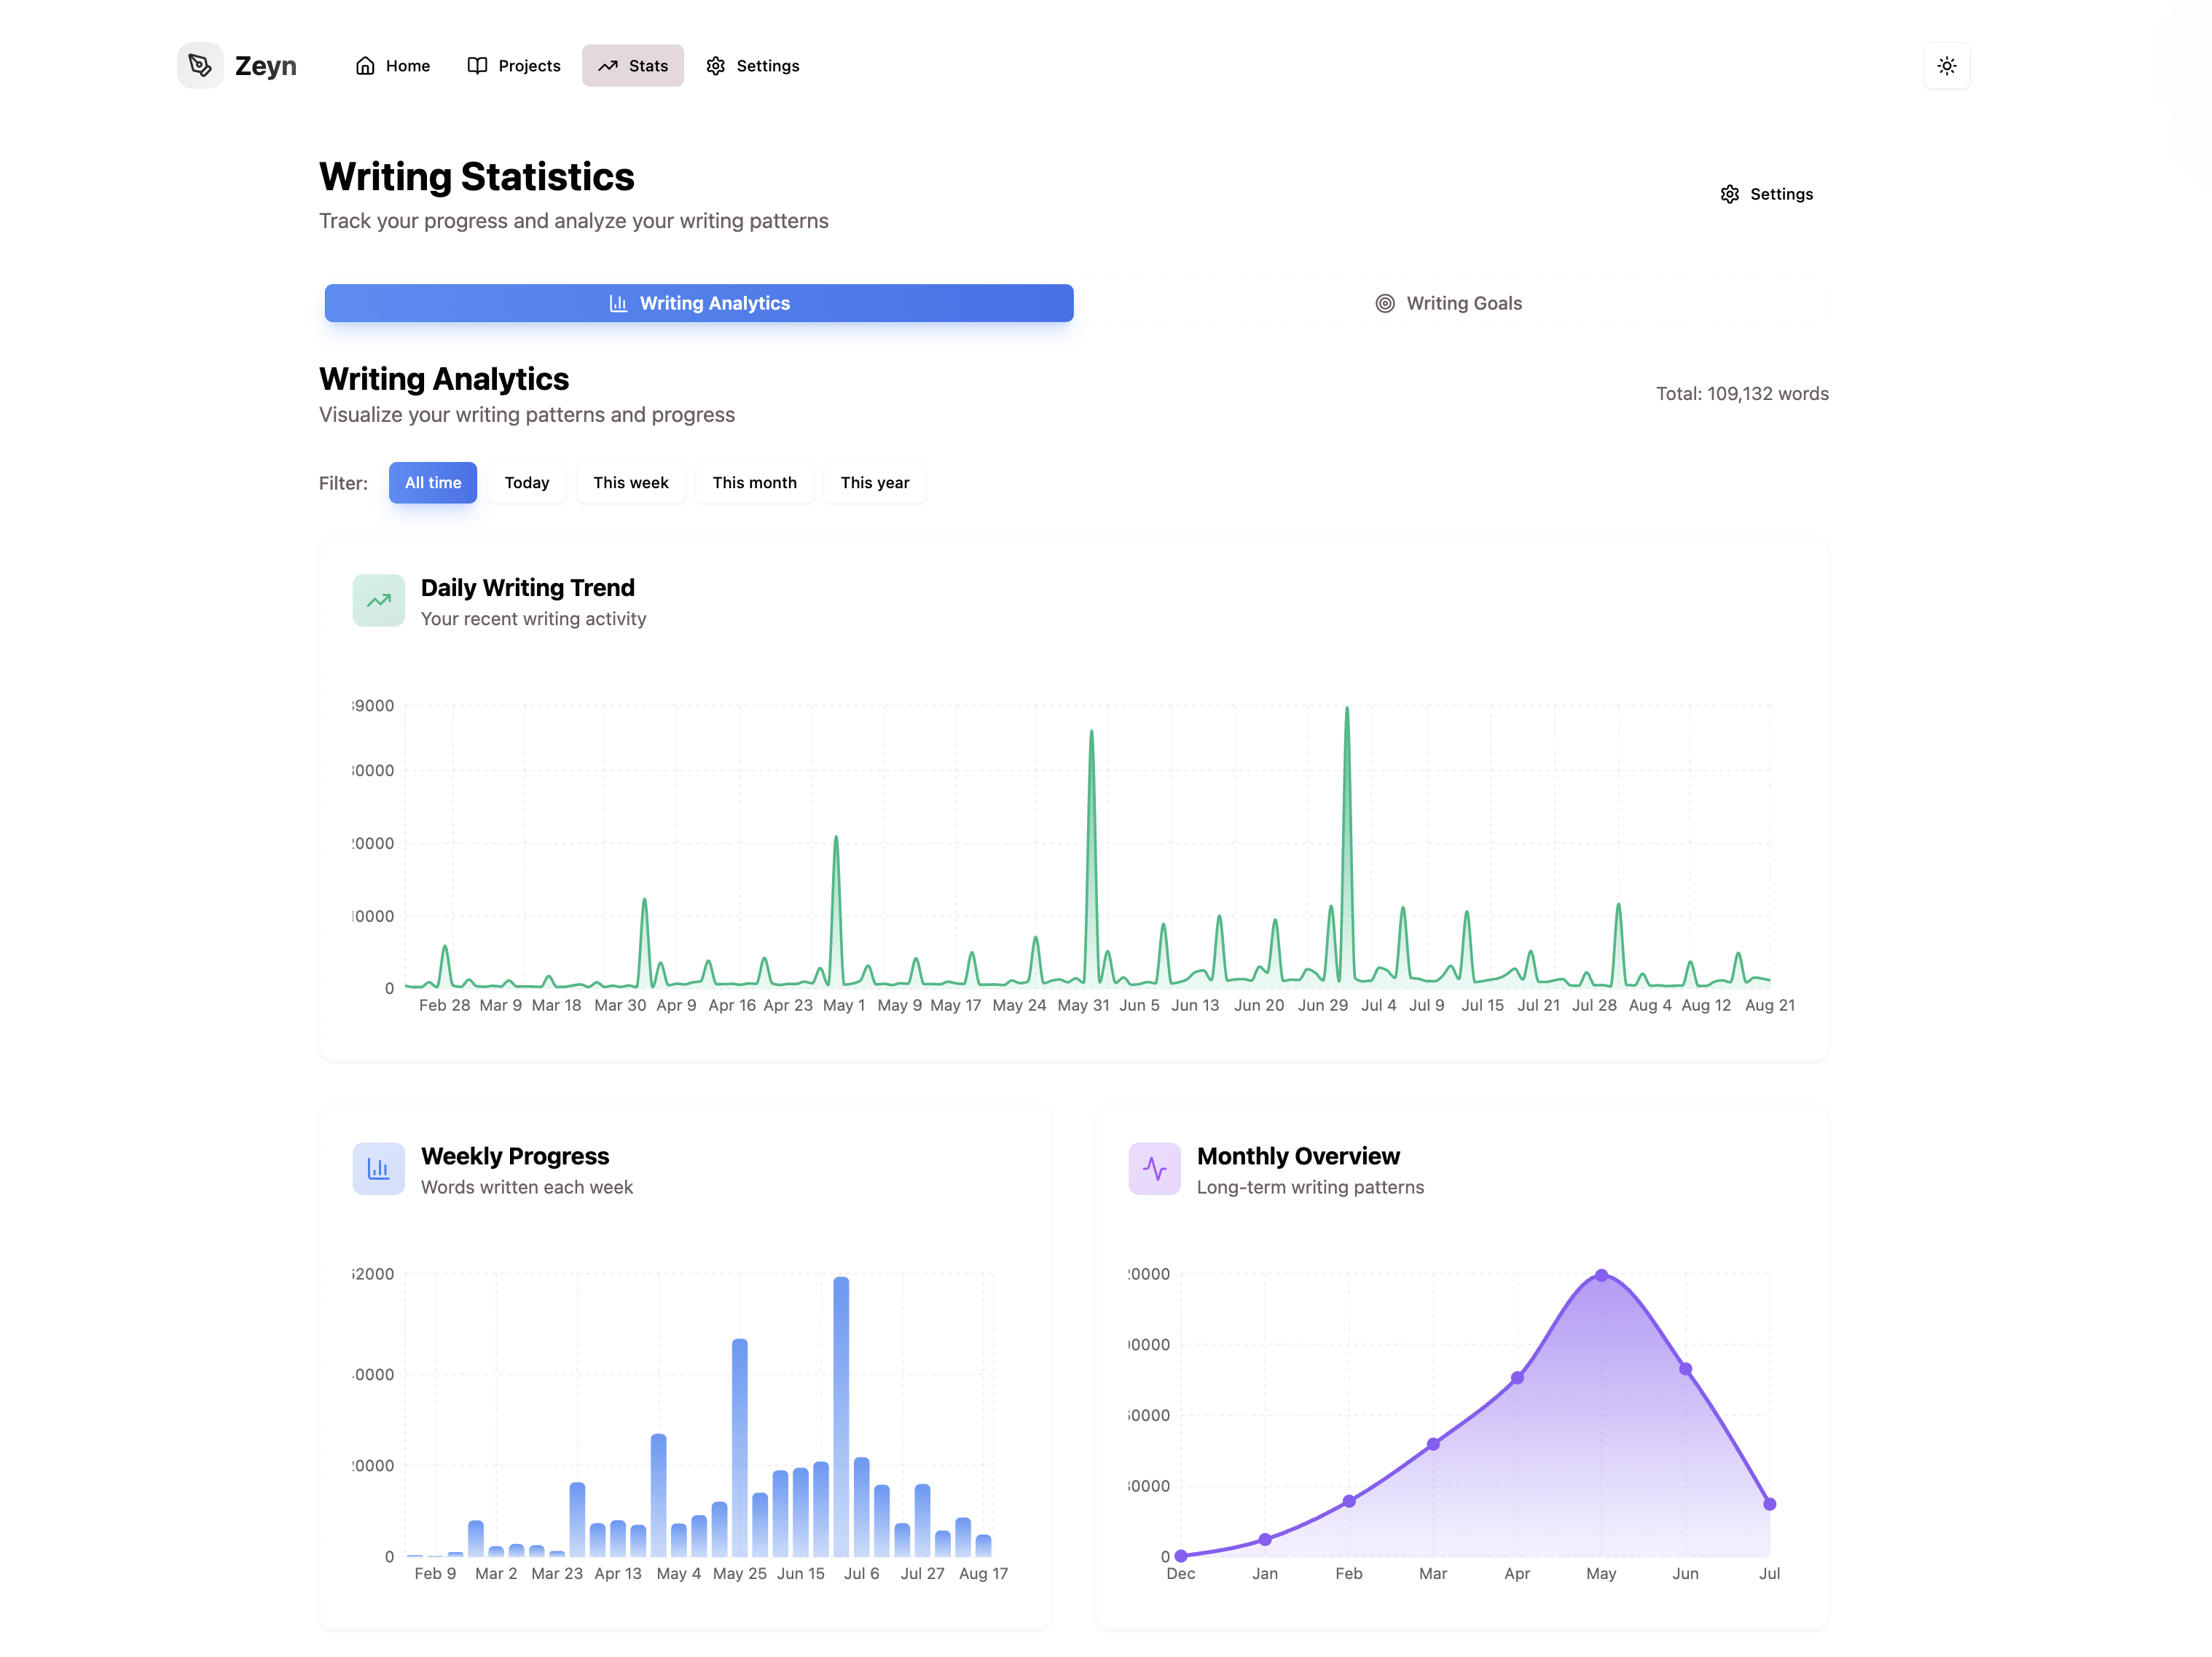 Zeyn
Home Projects Stats Settings
Writing Statistics
Track your progress and analyze your writing patterns
Settings
Writing Analytics Writing Goals
Writing Analytics
Visualize your writing patterns and progress
Total: 109,132 words
Filter: All time Today This week This month This year
Daily Writing Trend
Your recent writing activity
9000
0000
0000
0000
0
Feb 28 Mar 9 Mar 18 Mar 30 Apr 9 Apr 16 Apr 23 May 1 May 9 May 17 May 24 May 31 Jun 5 Jun 13 Jun 20 Jun 29 Jul 4 Jul 9 Jul 15 Jul 21 Jul 28 Aug 4 Aug 12 Aug 21
Weekly Progress
Words written each week
2000
0000
0000
0
Feb 9 Mar 2 Mar 23 Apr 13 May 4 May 25 Jun 15 Jul 6 Jul 27 Aug 17
Monthly Overview
Long-term writing patterns
0000
0000
0000
0000
0
Dec Jan Feb Mar Apr May Jun Jul